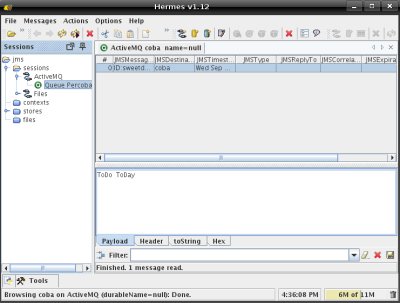 Hermes v1.12
File Messages Actions Options Help
Sessions
jms
sessions
ActiveMQ
Queue Percoba
Files
contexts
stores
files
ActiveMQ coba name=null
# JMSMessag... JMSDestina... JMSTimest... JMSType JMSReplyTo JMSCorrela... JMSExpira
0 ID:sweetd... coba Wed Sep ...
ToDo ToDay
Payload Header toString Hex
Filter:
Finished. 1 message read.
Tools
Browsing coba on ActiveMQ (durableName=null): Done. 4:36:08 PM 6M of 11M